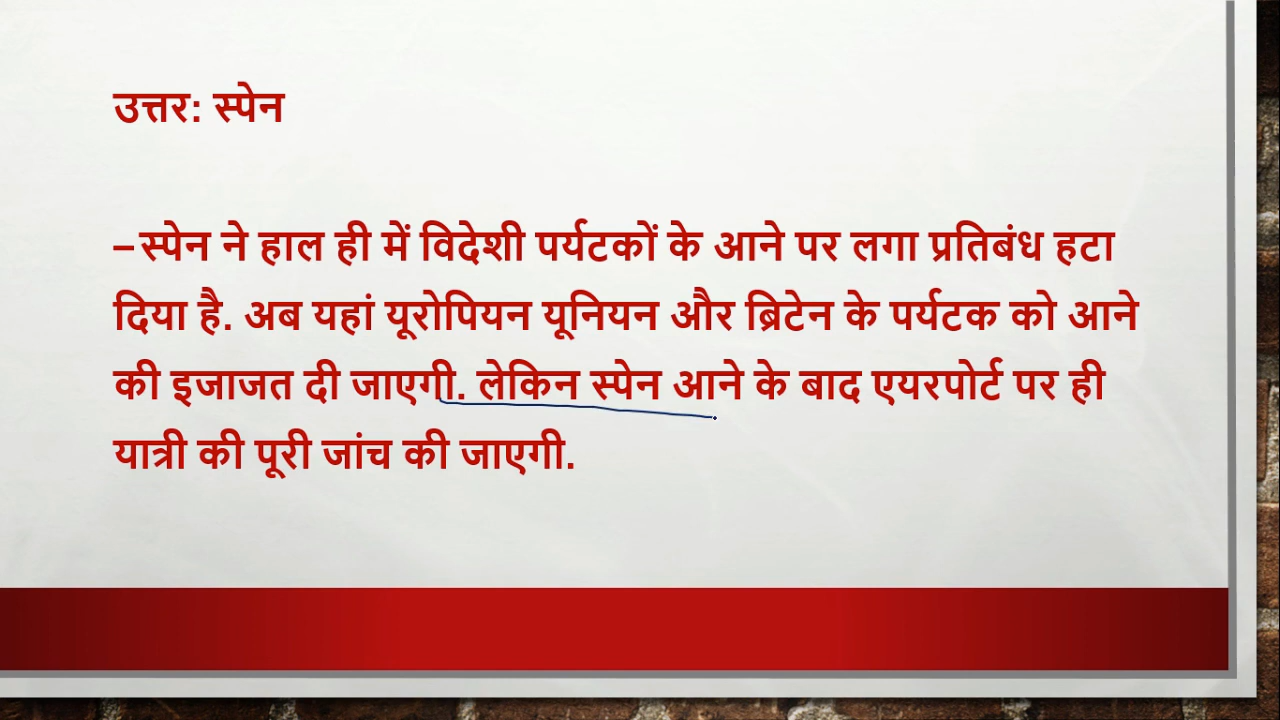 उत्तर: स्पेन
–स्पेन ने हाल ही में विदेशी पर्यटकों के आने पर लगा प्रतिबंध हटा
दिया है. अब यहां यूरोपियन यूनियन और ब्रिटेन के पर्यटक को आने
की इजाजत दी जाएगी. लेकिन स्पेन आने के बाद एयरपोर्ट पर ही
यात्री की पूरी जांच की जाएगी.